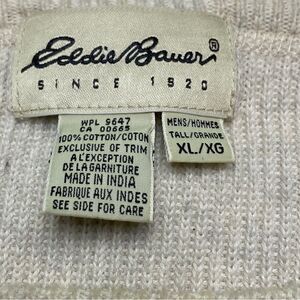 Eddie Bauer®
SINCE 1920
WPL 9647
CA 00665
100% COTTON/COTON
EXCLUSIVE OF TRIM
A L'EXCEPTION
DE LA GARNITURE
MADE IN INDIA
FABRIQUE AUX INDES
SEE SIDE FOR CARE
MENS/HOMMES
TALL/GRANDE
XL/XG